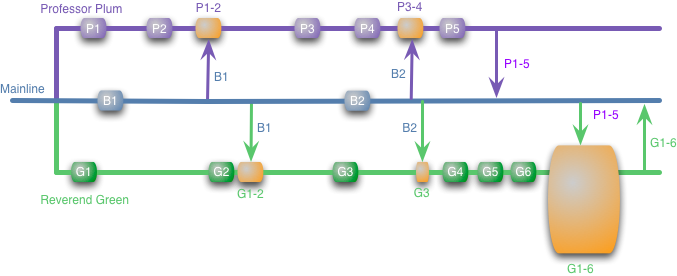 Professor Plum
P1-2
P3-4
P1
P2
P3
P4
P5
B1
B2
P1-5
Mainline
B1
B2
B1
B2
P1-5
G1-6
G1
G2
G3
G4
G5
G6
G1-2
G3
Reverend Green
G1-6